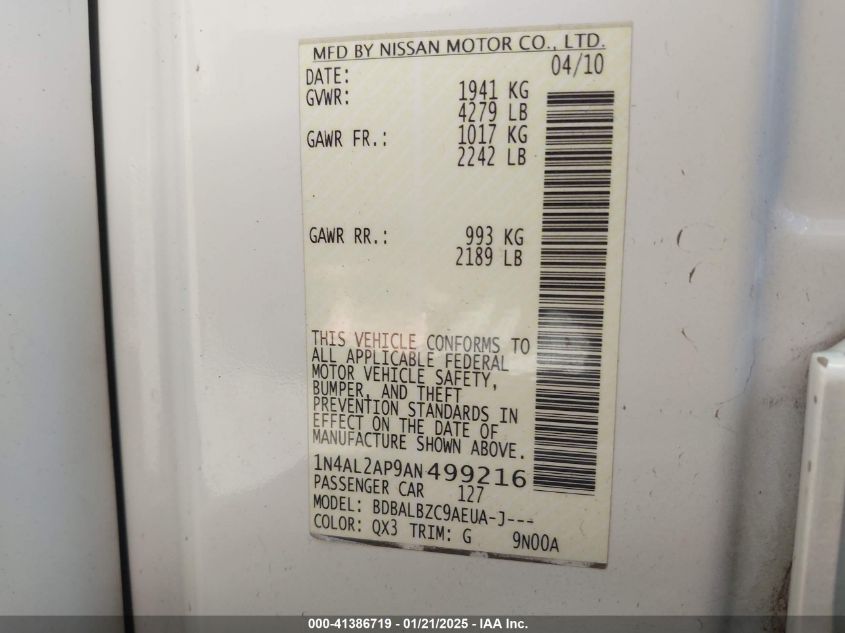 MFD BY NISSAN MOTOR CO., LTD.
DATE: 04/10
GVWR: 1941 KG
4279 LB
GAWR FR.: 1017 KG
2242 LB
GAWR RR.: 993 KG
2189 LB
THIS VEHICLE CONFORMS TO
ALL APPLICABLE FEDERAL
MOTOR VEHICLE SAFETY,
BUMPER, AND THEFT
PREVENTION STANDARDS IN
EFFECT ON THE DATE OF
MANUFACTURE SHOWN ABOVE.
1N4AL2AP9AN499216
PASSENGER CAR 127
MODEL: BDBALBZC9AEUA-J---
COLOR: QX3 TRIM: G 9N00A
000-41386719 - 01/21/2025 - IAA Inc.